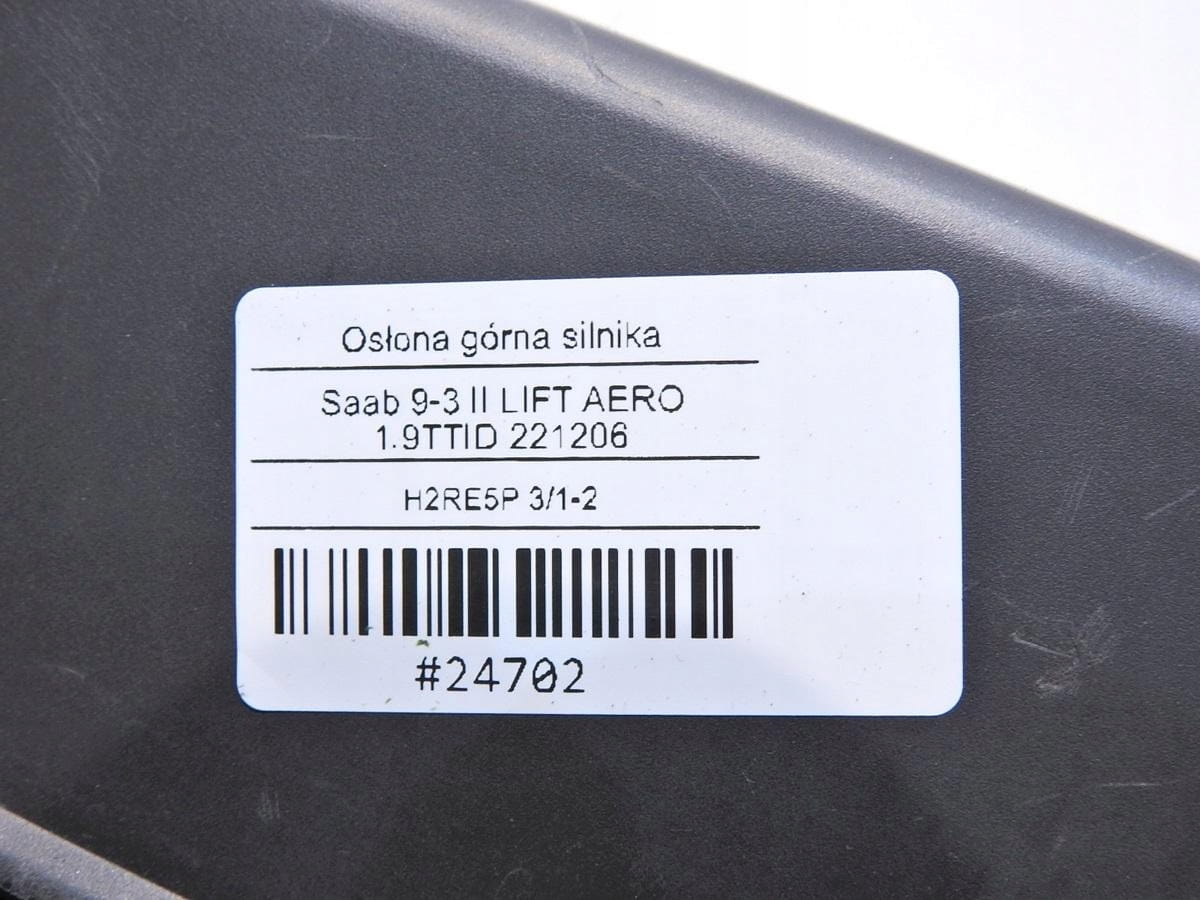 Osłona górna silnika
Saab 9-3 II LIFT AERO
1.9TTID 221206
H2RE5P 3/1-2
#24702